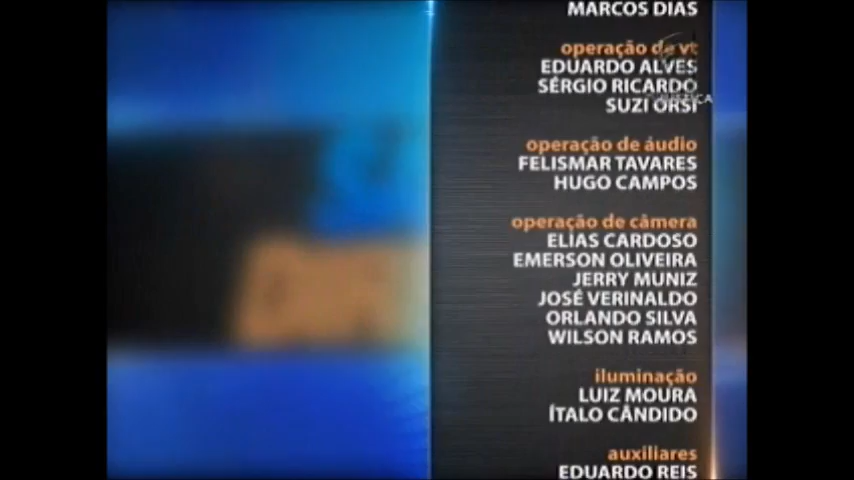 MARCOS DIAS
operação de vt
EDUARDO ALVES
SÉRGIO RICARDO
SUZI ORSI
operação de áudio
FELISMAR TAVARES
HUGO CAMPOS
operação de câmera
ELIAS CARDOSO
EMERSON OLIVEIRA
JERRY MUNIZ
JOSÉ VERINALDO
ORLANDO SILVA
WILSON RAMOS
iluminação
LUIZ MOURA
ÍTALO CÂNDIDO
auxiliares
EDUARDO REIS